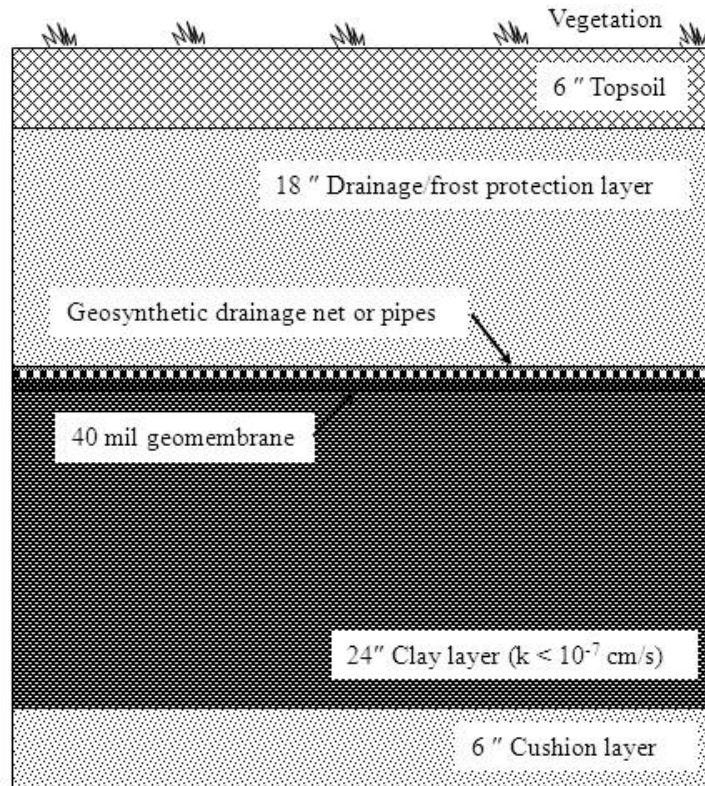 Vegetation
6 ″ Topsoil
18 ″ Drainage/frost protection layer
Geosynthetic drainage net or pipes
40 mil geomembrane
24″ Clay layer (k < 10⁻⁷ cm/s)
6 ″ Cushion layer